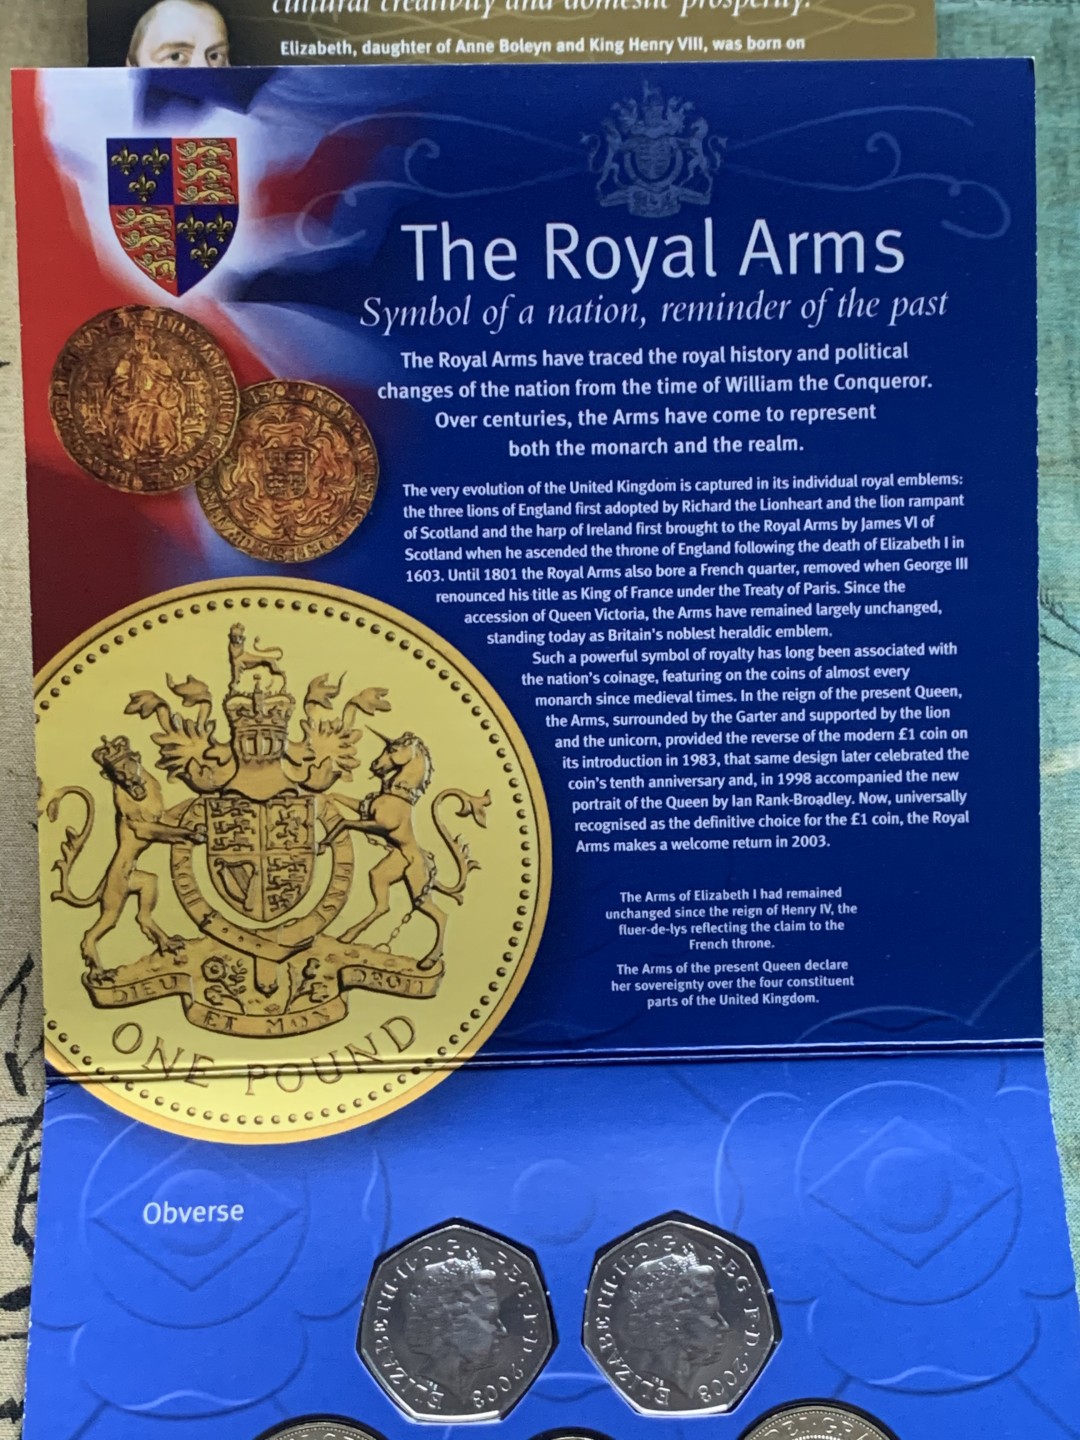 cultural creativity and domestic prosperity.
Elizabeth, daughter of Anne Boleyn and King Henry VIII, was born on
The Royal Arms
Symbol of a nation, reminder of the past
The Royal Arms have traced the royal history and political
changes of the nation from the time of William the Conqueror.
Over centuries, the Arms have come to represent
both the monarch and the realm.
The very evolution of the United Kingdom is captured in its individual royal emblems:
the three lions of England first adopted by Richard the Lionheart and the lion rampant
of Scotland and the harp of Ireland first brought to the Royal Arms by James VI of
Scotland when he ascended the throne of England following the death of Elizabeth I in
1603. Until 1801 the Royal Arms also bore a French quarter, removed when George III
renounced his title as King of France under the Treaty of Paris. Since the
accession of Queen Victoria, the Arms have remained largely unchanged,
standing today as Britain's noblest heraldic emblem.
Such a powerful symbol of royalty has long been associated with
the nation's coinage, featuring on the coins of almost every
monarch since medieval times. In the reign of the present Queen,
the Arms, surrounded by the Garter and supported by the lion
and the unicorn, provided the reverse of the modern £1 coin on
its introduction in 1983, that same design later celebrated the
coin's tenth anniversary and, in 1998 accompanied the new
portrait of the Queen by Ian Rank-Broadley. Now, universally
recognised as the definitive choice for the £1 coin, the Royal
Arms makes a welcome return in 2003.
The Arms of Elizabeth I had remained
unchanged since the reign of Henry IV, the
fluer-de-lys reflecting the claim to the
French throne.
The Arms of the present Queen declare
her sovereignty over the four constituent
parts of the United Kingdom.
DIEU ET MON DROIT
ONE POUND
Obverse
ELIZABETH·II·D·G REG·F·D·2003
ELIZABETH·II·D·G REG·F·D·2003